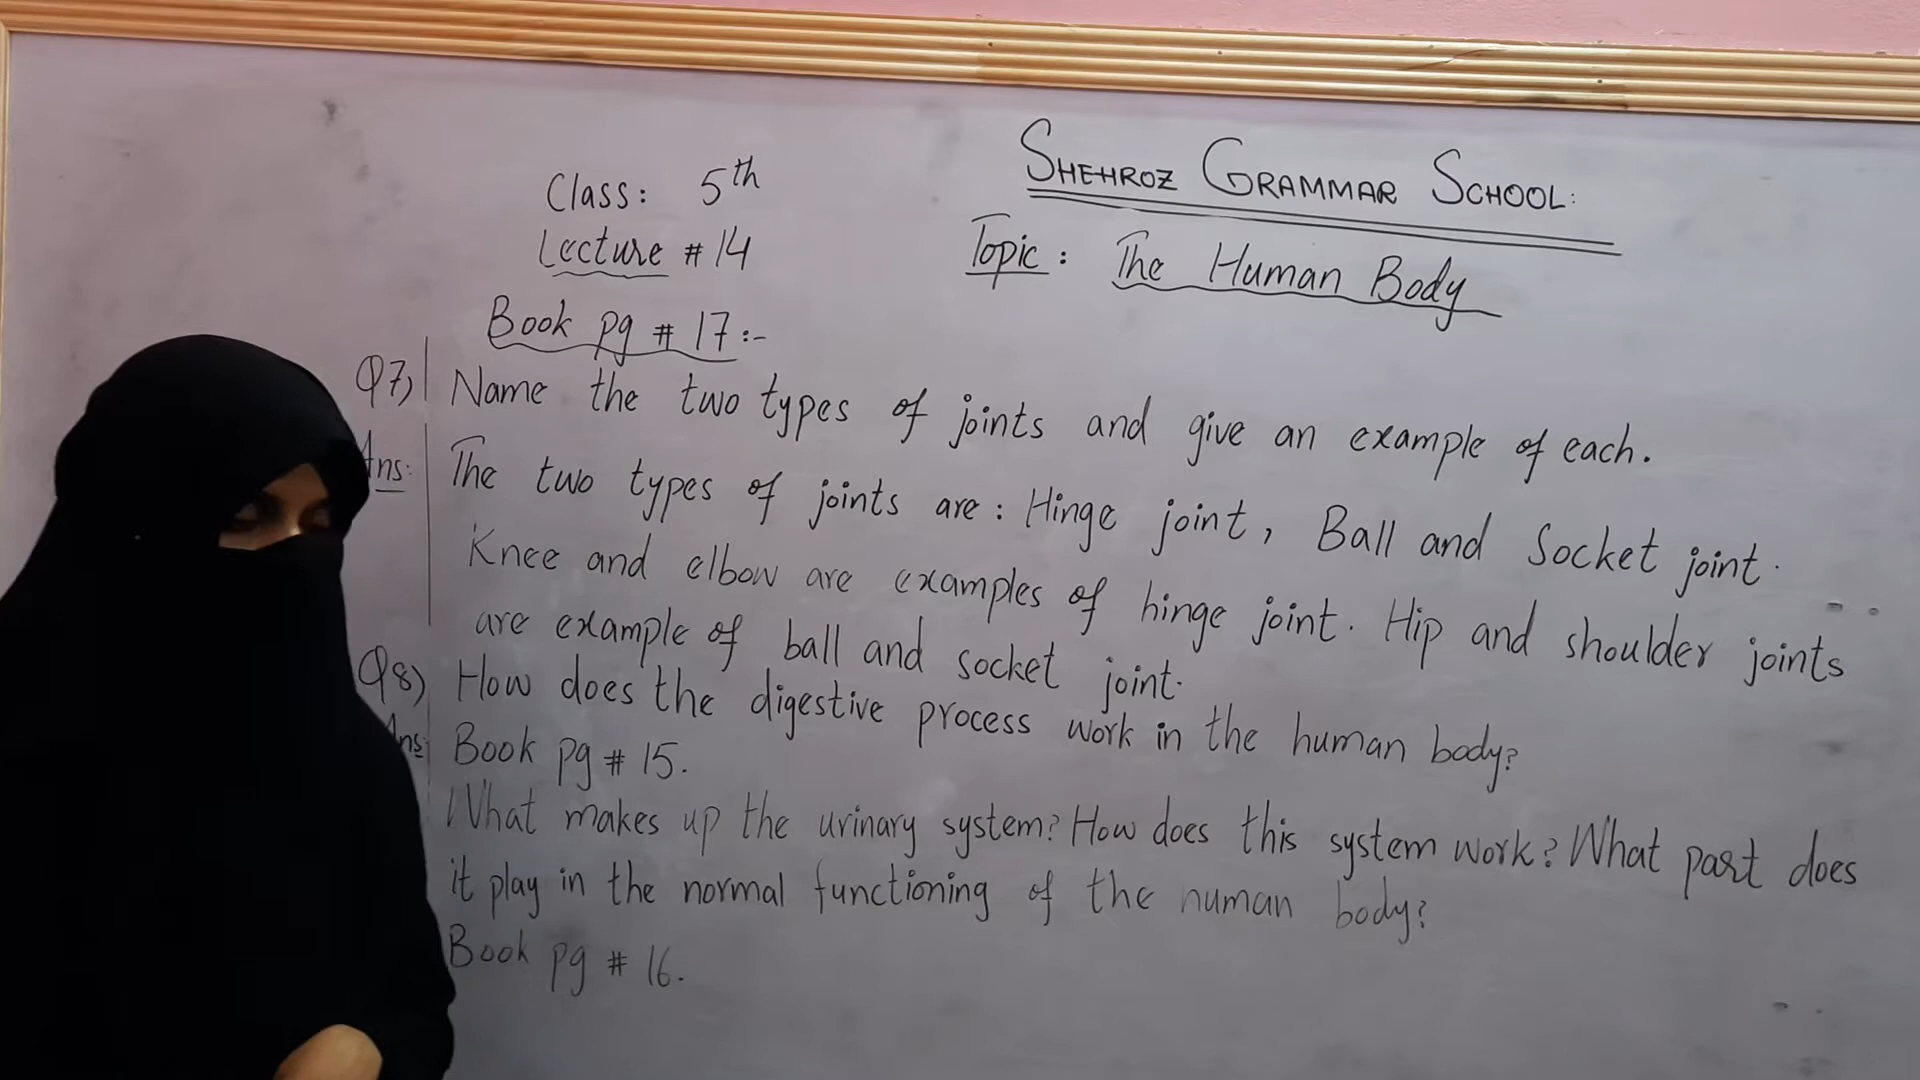 SHEHROZ GRAMMAR SCHOOL:
Class: 5th
Lecture # 14
Topic: The Human Body
Book pg # 17:-
Q7) Name the two types of joints and give an example of each.
Ans: The two types of joints are: Hinge joint, Ball and Socket joint.
Knee and elbow are examples of hinge joint. Hip and shoulder joints
are example of ball and socket joint.
Q8) How does the digestive process work in the human body?
Ans: Book pg # 15.
What makes up the urinary system? How does this system work? What part does
it play in the normal functioning of the human body?
Book pg # 16.